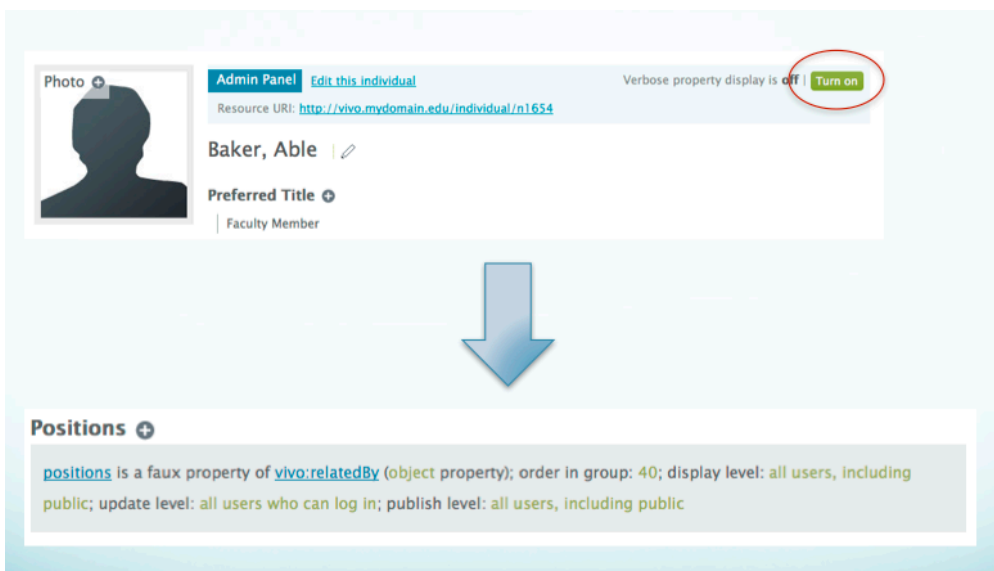 Photo
Admin Panel Edit this individual Verbose property display is off | Turn on
Resource URI: http://vivo.mydomain.edu/individual/n1654
Baker, Able
Preferred Title
Faculty Member
Positions
positions is a faux property of vivo:relatedBy (object property); order in group: 40; display level: all users, including
public; update level: all users who can log in; publish level: all users, including public